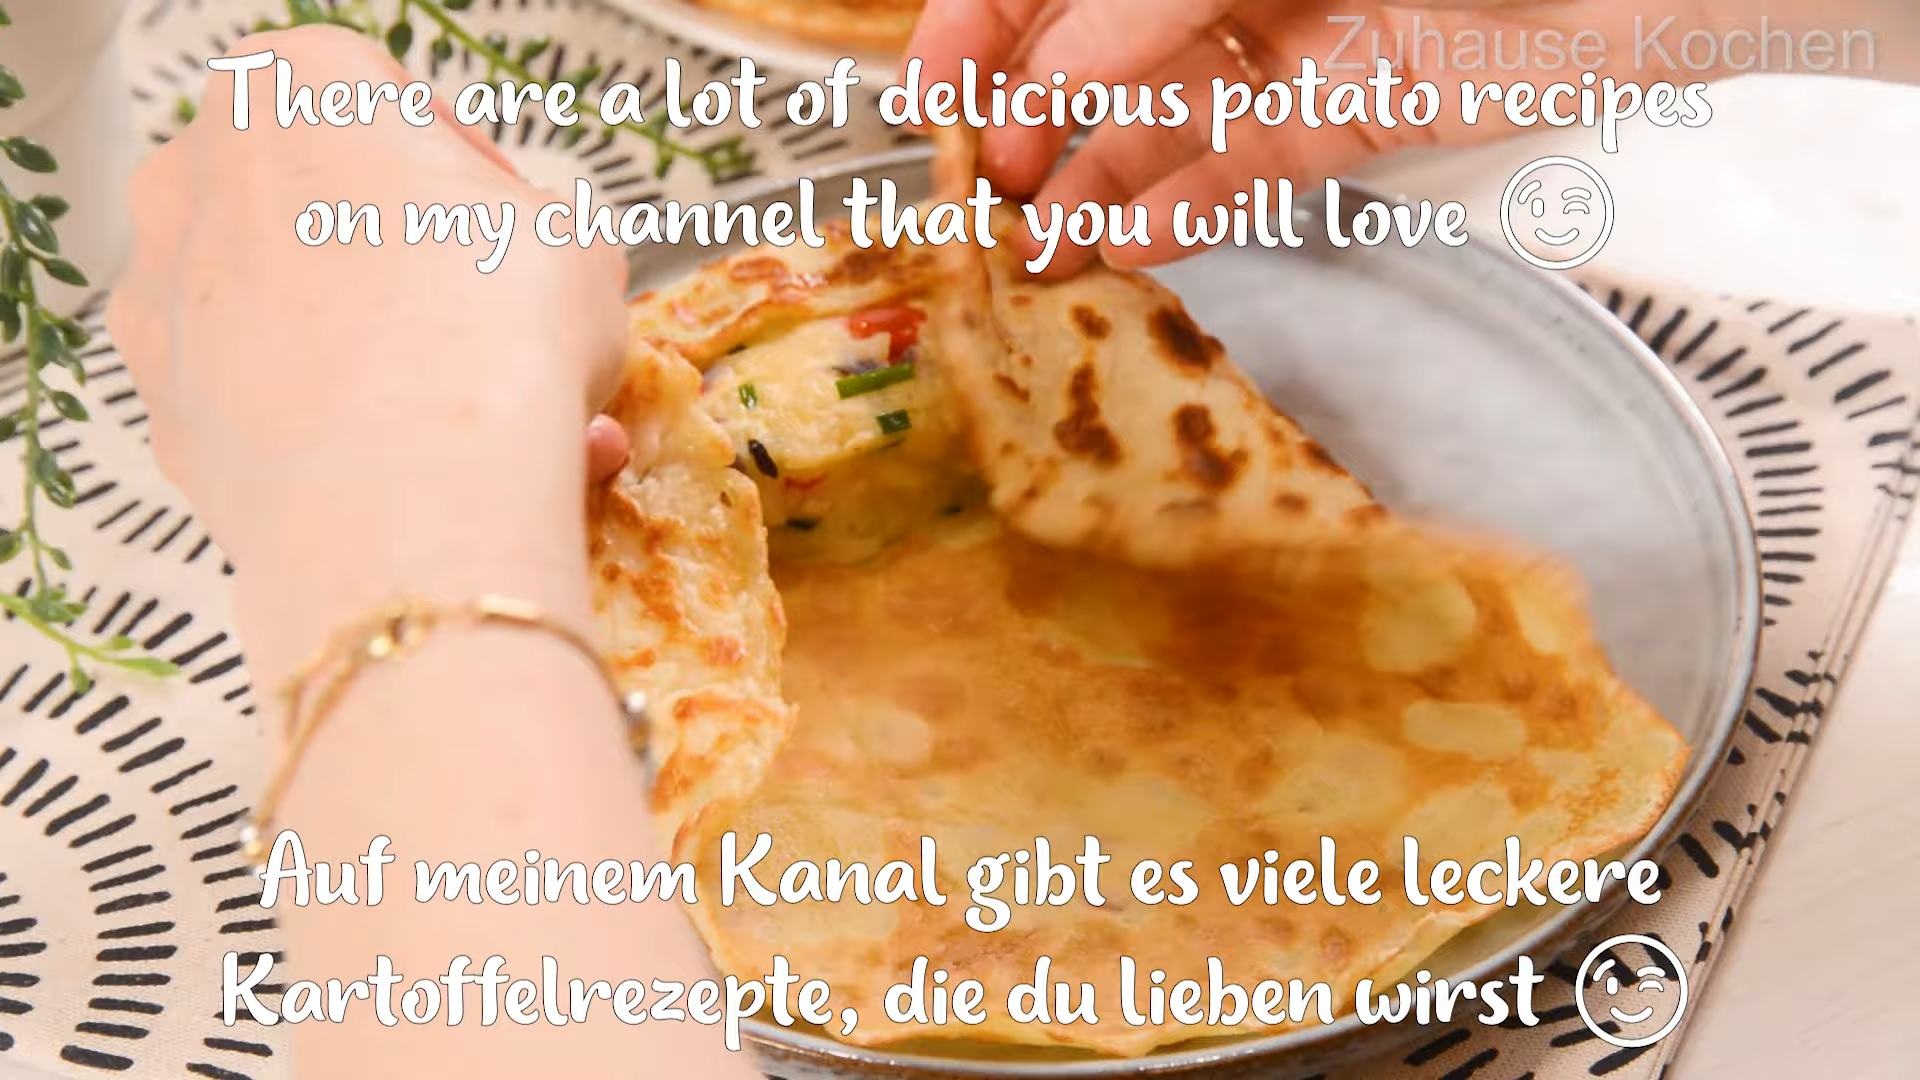 Zuhause Kochen
There are a lot of delicious potato recipes
on my channel that you will love 😉
Auf meinem Kanal gibt es viele leckere
Kartoffelrezepte, die du lieben wirst 😉